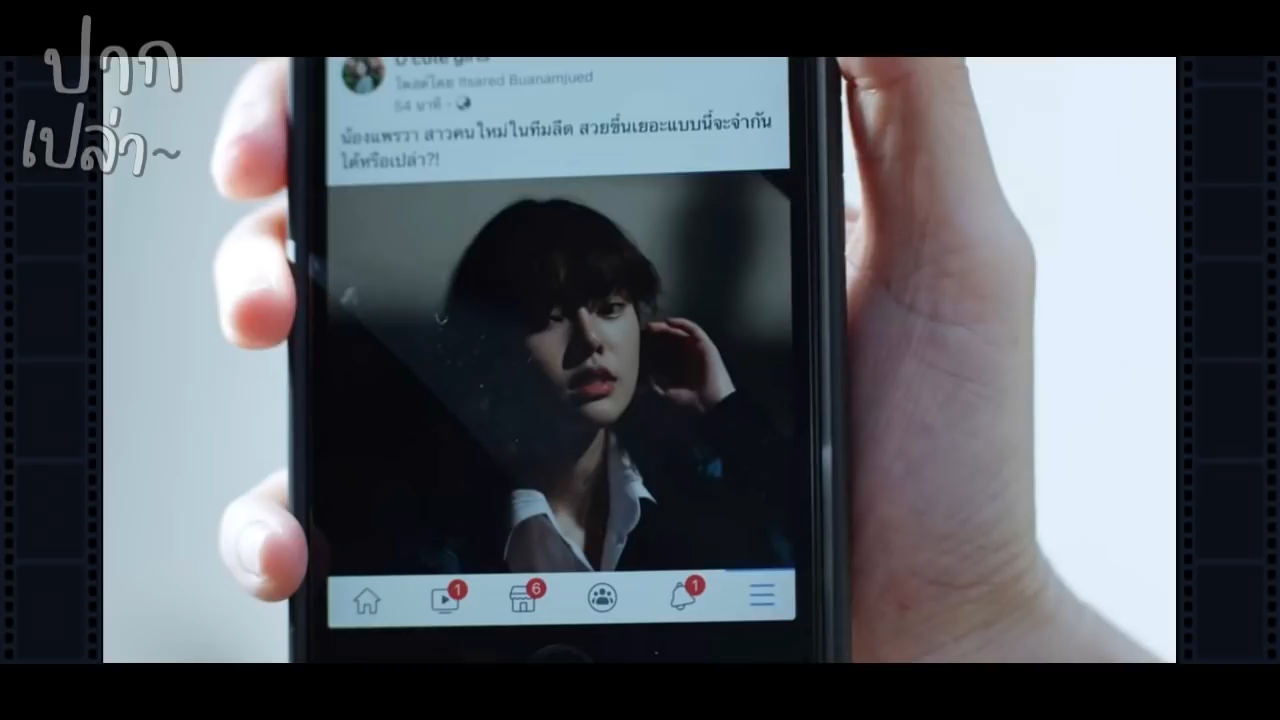 ปาก
เปล่า~
U cute girls
โพสต์โดย Itsared Buanamjued
54 นาที
น้องแพรวา สาวคนใหม่ในทีมลีด สวยขึ้นเยอะแบบนี้จะจำกัน
ได้หรือเปล่า?!
1
6
1